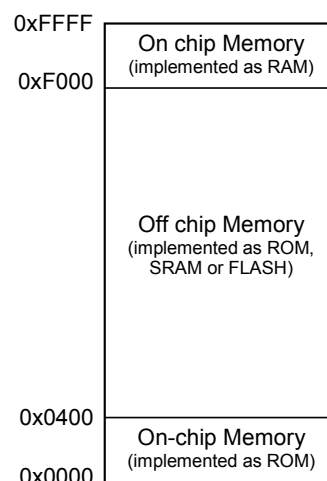 0xFFFF
On chip Memory
(implemented as RAM)
0xF000
Off chip Memory
(implemented as ROM,
SRAM or FLASH)
0x0400
On-chip Memory
(implemented as ROM)
0x0000